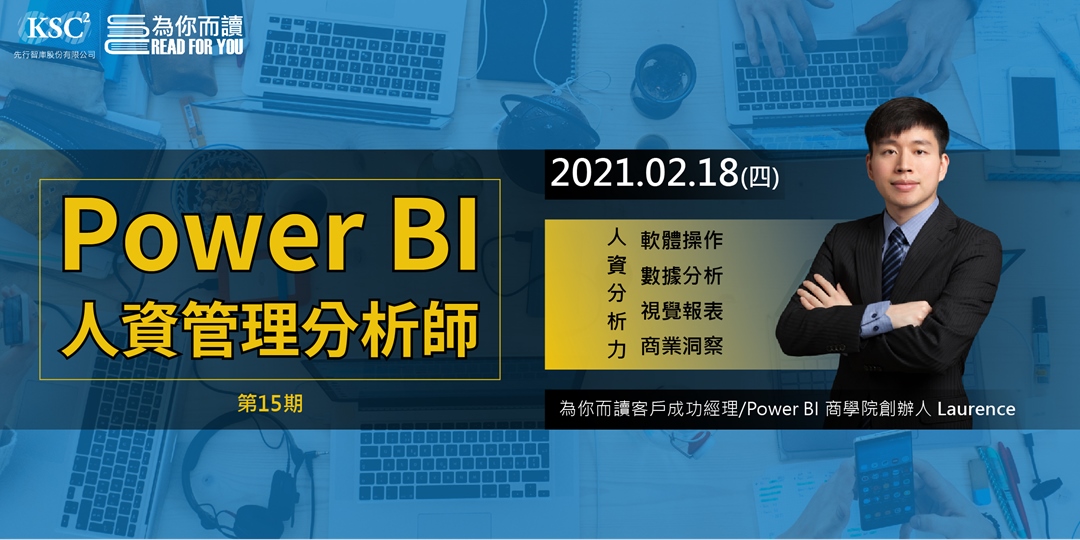 KSC²
先行智庫股份有限公司
為你而讀
READ FOR YOU
Power BI
人資管理分析師
第15期
2021.02.18(四)
人資分析力
軟體操作
數據分析
視覺報表
商業洞察
為你而讀客戶成功經理/Power BI 商學院創辦人 Laurence